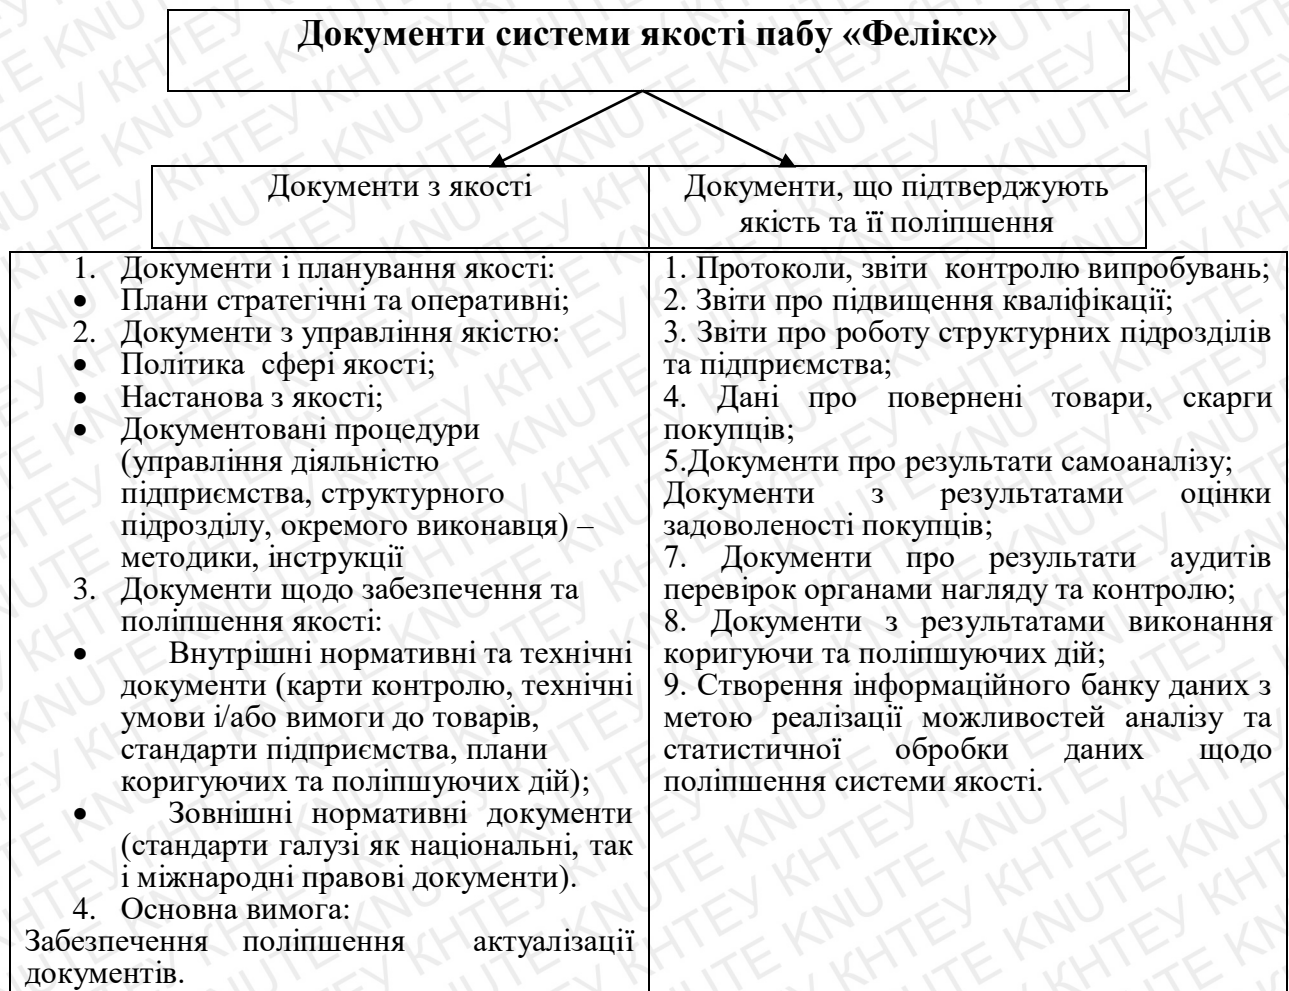 Документи системи якості пабу «Фелікс»
Документи з якості
Документи, що підтверджують
якість та її поліпшення
1. Документи і планування якості:
• Плани стратегічні та оперативні;
2. Документи з управління якістю:
• Політика сфері якості;
• Настанова з якості;
• Документовані процедури
(управління діяльністю
підприємства, структурного
підрозділу, окремого виконавця) –
методики, інструкції
3. Документи щодо забезпечення та
поліпшення якості:
• Внутрішні нормативні та технічні
документи (карти контролю, технічні
умови і/або вимоги до товарів,
стандарти підприємства, плани
коригуючих та поліпшуючих дій);
• Зовнішні нормативні документи
(стандарти галузі як національні, так
і міжнародні правові документи).
4. Основна вимога:
Забезпечення поліпшення актуалізації
документів.
1. Протоколи, звіти контролю випробувань;
2. Звіти про підвищення кваліфікації;
3. Звіти про роботу структурних підрозділів
та підприємства;
4. Дані про повернені товари, скарги
покупців;
5.Документи про результати самоаналізу;
Документи з результатами оцінки
задоволеності покупців;
7. Документи про результати аудитів
перевірок органами нагляду та контролю;
8. Документи з результатами виконання
коригуючи та поліпшуючих дій;
9. Створення інформаційного банку даних з
метою реалізації можливостей аналізу та
статистичної обробки даних щодо
поліпшення системи якості.